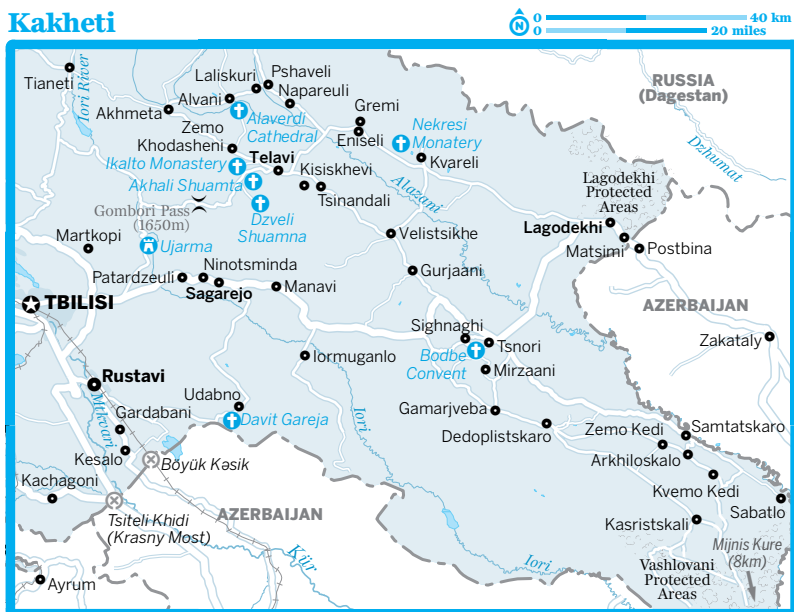 Kakheti
N
0 40 km
0 20 miles
Tianeti
Iori River
Laliskuri
Pshaveli
Alvani
Napareuli
Akhmeta
Alaverdi
Cathedral
Gremi
Eniseli
Nekresi
Monatery
Kvareli
RUSSIA
(Dagestan)
Dzhumat
Zemo
Khodasheni
Ikalto Monastery
Telavi
Akhali Shuamta
Kisiskhevi
Tsinandali
Alazani
Dzveli
Shuamna
Gombori Pass
(1650m)
Lagodekhi
Protected
Areas
Lagodekhi
Matsimi
Postbina
Martkopi
Ujarma
Velistsikhe
Gurjaani
Patardzeuli
Ninotsminda
Sagarejo
Manavi
TBILISI
AZERBAIJAN
Zakataly
Sighnaghi
Tsnori
Bodbe
Convent
Mirzaani
Iormuganlo
Rustavi
Mtkvari
Gardabani
Udabno
Davit Gareja
Iori
Gamarjveba
Dedoplistskaro
Zemo Kedi
Samtatskaro
Arkhiloskalo
Kesalo
Böyük Kəsik
Kvemo Kedi
Sabatlo
Kachagoni
Tsiteli Khidi
(Krasny Most)
AZERBAIJAN
Kür
Kasristskali
Iori
Mijnis Kure
(8km)
Vashlovani
Protected
Areas
Ayrum